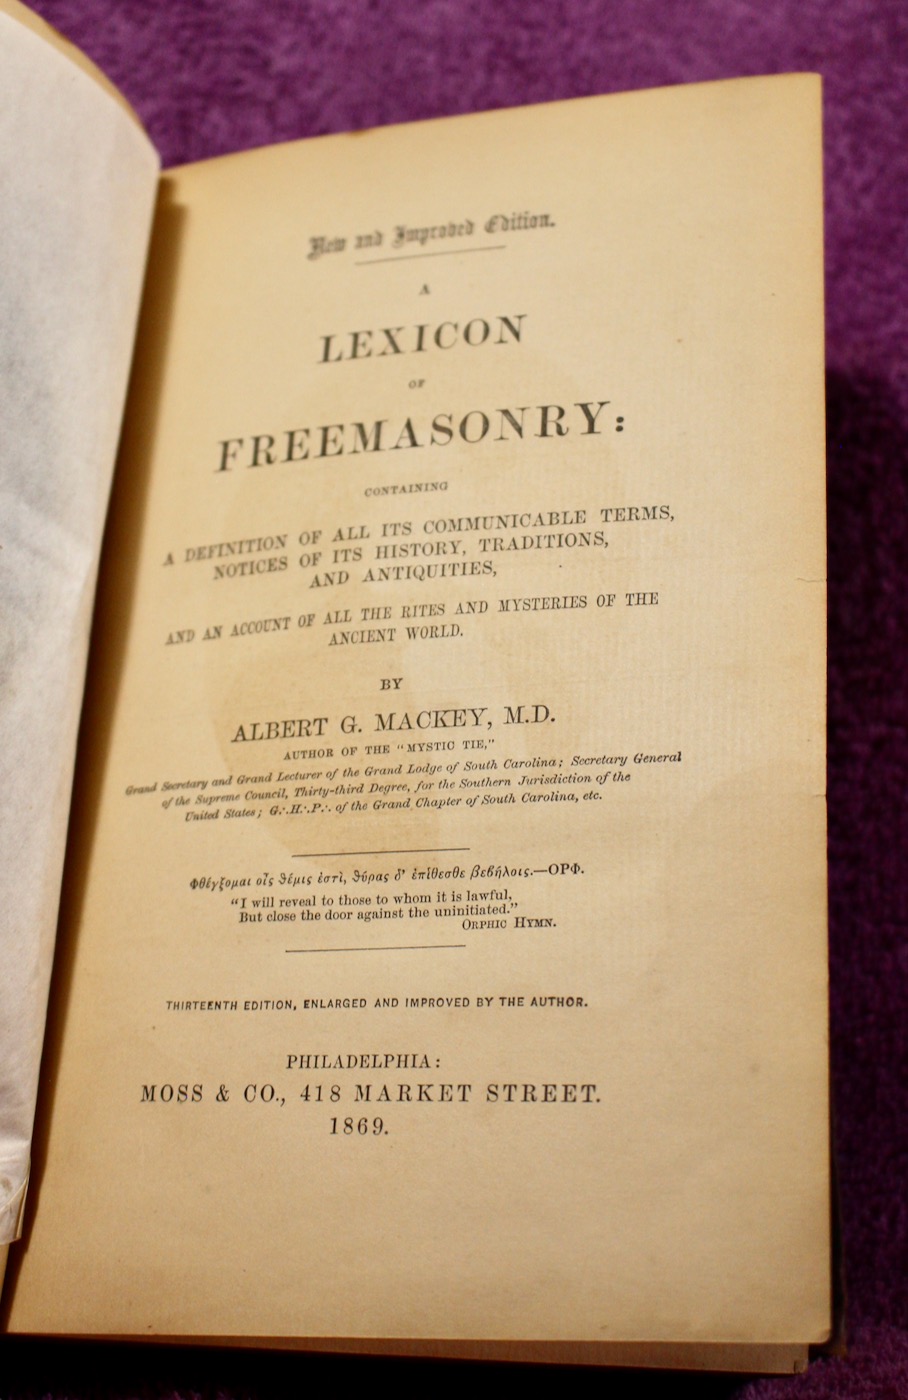 New and Improved Edition.
A
LEXICON
OF
FREEMASONRY:
CONTAINING
A DEFINITION OF ALL ITS COMMUNICABLE TERMS,
NOTICES OF ITS HISTORY, TRADITIONS,
AND ANTIQUITIES,
AND AN ACCOUNT OF ALL THE RITES AND MYSTERIES OF THE
ANCIENT WORLD.
BY
ALBERT G. MACKEY, M.D.
AUTHOR OF THE “MYSTIC TIE,”
Grand Secretary and Grand Lecturer of the Grand Lodge of South Carolina; Secretary General
of the Supreme Council, Thirty-third Degree, for the Southern Jurisdiction of the
United States; G∴H∴P∴ of the Grand Chapter of South Carolina, etc.
Φθέγξομαι οἷς ϑέμις ἐστὶ, ϑύρας δ’ ἐπίθεσθε βεβήλοις.—ΟΡΦ.
“I will reveal to those to whom it is lawful,
But close the door against the uninitiated.”
ORPHIC HYMN.
THIRTEENTH EDITION, ENLARGED AND IMPROVED BY THE AUTHOR.
PHILADELPHIA:
MOSS & CO., 418 MARKET STREET.
1869.